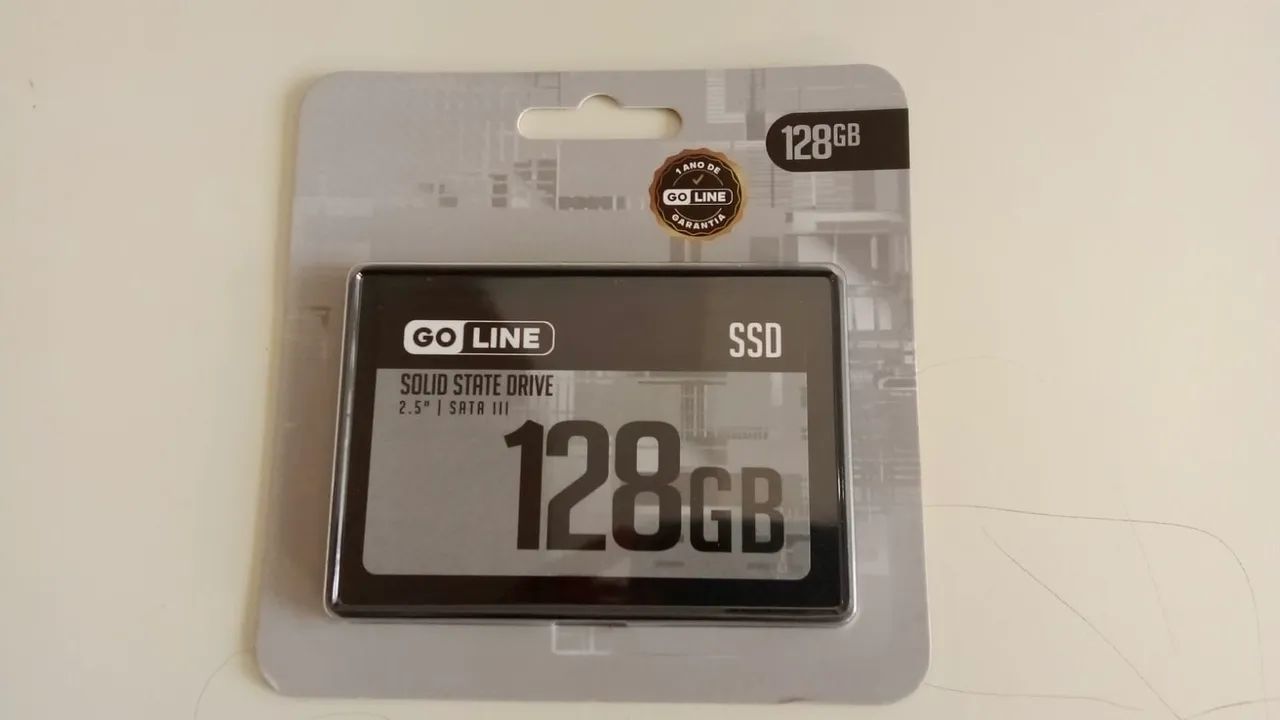 128GB
1 ANO DE
GO LINE
GARANTIA
GO LINE
SSD
SOLID STATE DRIVE
2.5" | SATA III
128GB